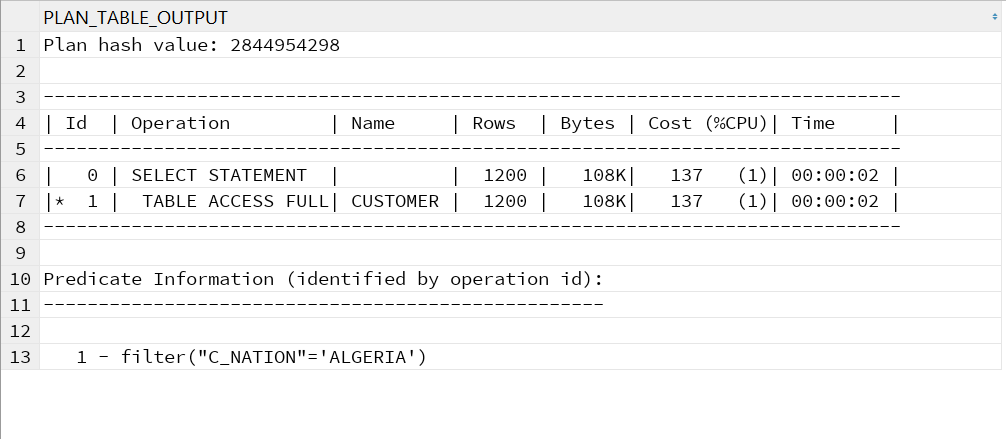 PLAN_TABLE_OUTPUT
1 Plan hash value: 2844954298
2
3 ------------------------------------------------------------------------------
4 | Id  | Operation         | Name     | Rows  | Bytes | Cost (%CPU)| Time     |
5 ------------------------------------------------------------------------------
6 |   0 | SELECT STATEMENT  |          |  1200 |   108K|   137   (1)| 00:00:02 |
7 |*  1 |  TABLE ACCESS FULL| CUSTOMER |  1200 |   108K|   137   (1)| 00:00:02 |
8 ------------------------------------------------------------------------------
9
10 Predicate Information (identified by operation id):
11 ---------------------------------------------------
12
13    1 - filter("C_NATION"='ALGERIA')